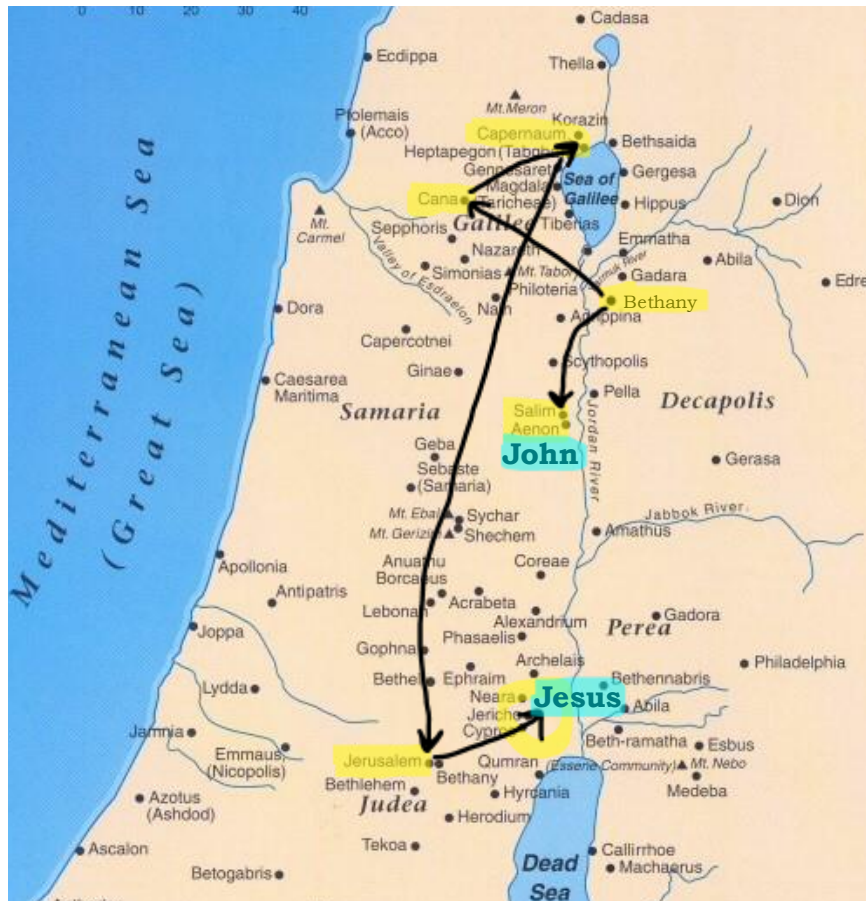 0 10 20 30 40
Cadasa
Ecdippa
Thella
Mt. Meron
Ptolemais
(Acco)
Korazin
Capernaum
Bethsaida
Heptapegon (Tabgha
Gennesaret
Gergesa
Magdala
(Taricheae)
Sea of
Galilee
Cana
Hippus
Dion
Mt.
Carmel
Galilee
Tiberias
Sepphoris
Emmatha
Nazareth
Abila
Valley of Esdraelon
Simonias
Mt. Tabor
Gadara
Edre
Philoteria
Bethany
Nain
Dora
Agrippina
Capercotnei
Scythopolis
Ginae
Caesarea
Maritima
Pella
Samaria
Salim
Aenon
Decapolis
John
Jordan River
Geba
Gerasa
Sebaste
(Samaria)
Mediterranean Sea
(Great Sea)
Jabbok River
Mt. Ebal
Sychar
Mt. Gerizim
Shechem
Amathus
Apollonia
Anuathu
Borcaeus
Coreae
Antipatris
Lebonah
Acrabeta
Alexandrium
Gadora
Joppa
Phasaelis
Perea
Gophna
Archelais
Philadelphia
Bethel
Ephraim
Bethennabris
Lydda
Neara
Jesus
Jericho
Abila
Cypros
Jamnia
Beth-ramatha
Esbus
Emmaus
(Nicopolis)
Jerusalem
Bethany
Qumran
(Essene Community)
Mt. Nebo
Bethlehem
Medeba
Azotus
(Ashdod)
Judea
Hyrcania
Herodium
Tekoa
Ascalon
Callirrhoe
Betogabris
Dead
Sea
Machaerus